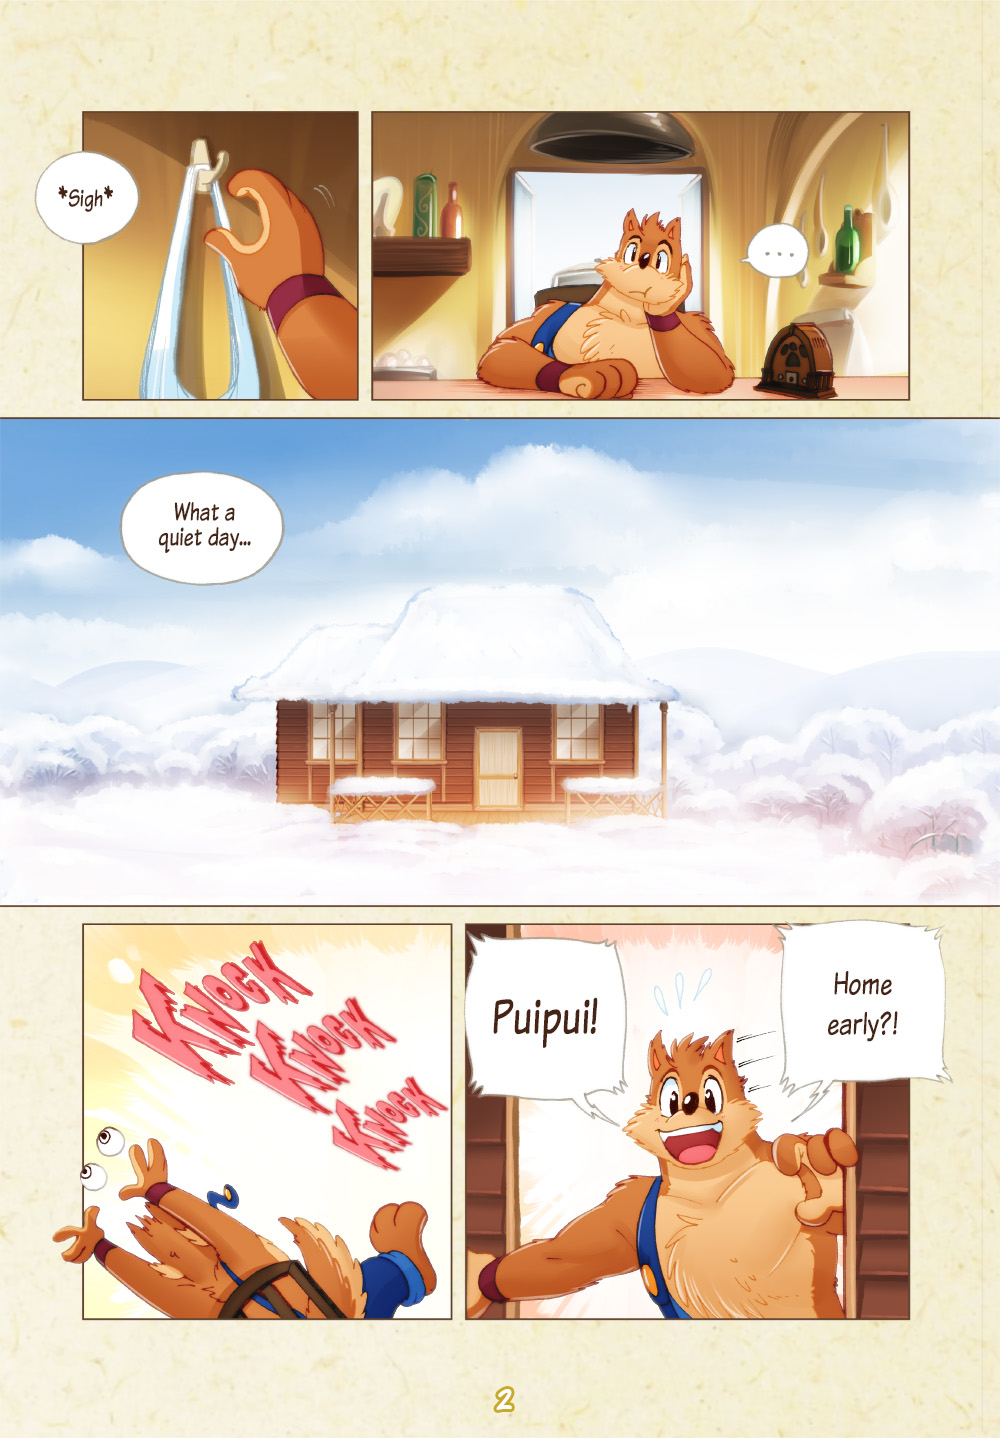 *Sigh*
...
What a
quiet day...
KNOCK
KNOCK
KNOCK
Puipui!
Home
early?!
2